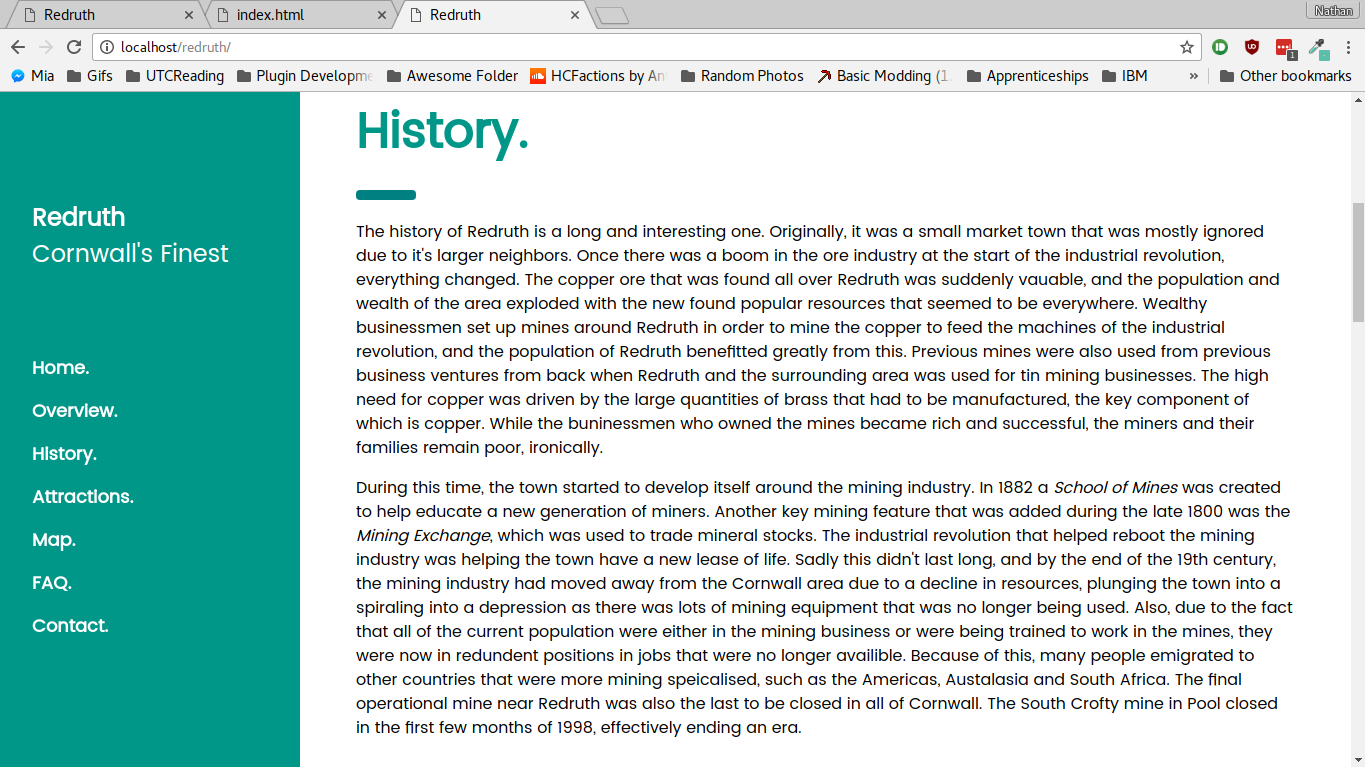 Redruth
index.html
Redruth
Nathan
localhost/redruth/
1
Mia
Gifs
UTCReading
Plugin Developme
Awesome Folder
HCFactions by An
Random Photos
Basic Modding (1.
Apprenticeships
IBM
»
Other bookmarks
Redruth
Cornwall's Finest
Home.
Overview.
History.
Attractions.
Map.
FAQ.
Contact.
History.
The history of Redruth is a long and interesting one. Originally, it was a small market town that was mostly ignored
due to it's larger neighbors. Once there was a boom in the ore industry at the start of the industrial revolution,
everything changed. The copper ore that was found all over Redruth was suddenly vauable, and the population and
wealth of the area exploded with the new found popular resources that seemed to be everywhere. Wealthy
businessmen set up mines around Redruth in order to mine the copper to feed the machines of the industrial
revolution, and the population of Redruth benefitted greatly from this. Previous mines were also used from previous
business ventures from back when Redruth and the surrounding area was used for tin mining businesses. The high
need for copper was driven by the large quantities of brass that had to be manufactured, the key component of
which is copper. While the buninessmen who owned the mines became rich and successful, the miners and their
families remain poor, ironically.
During this time, the town started to develop itself around the mining industry. In 1882 a School of Mines was created
to help educate a new generation of miners. Another key mining feature that was added during the late 1800 was the
Mining Exchange, which was used to trade mineral stocks. The industrial revolution that helped reboot the mining
industry was helping the town have a new lease of life. Sadly this didn't last long, and by the end of the 19th century,
the mining industry had moved away from the Cornwall area due to a decline in resources, plunging the town into a
spiraling into a depression as there was lots of mining equipment that was no longer being used. Also, due to the fact
that all of the current population were either in the mining business or were being trained to work in the mines, they
were now in redundent positions in jobs that were no longer availible. Because of this, many people emigrated to
other countries that were more mining speicalised, such as the Americas, Austalasia and South Africa. The final
operational mine near Redruth was also the last to be closed in all of Cornwall. The South Crofty mine in Pool closed
in the first few months of 1998, effectively ending an era.